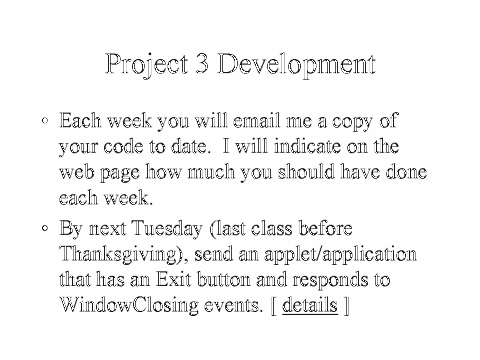 Project 3 Development
• Each week you will email me a copy of
your code to date.  I will indicate on the
web page how much you should have done
each week.
• By next Tuesday (last class before
Thanksgiving), send an applet/application
that has an Exit button and responds to
WindowClosing events. [ details ]